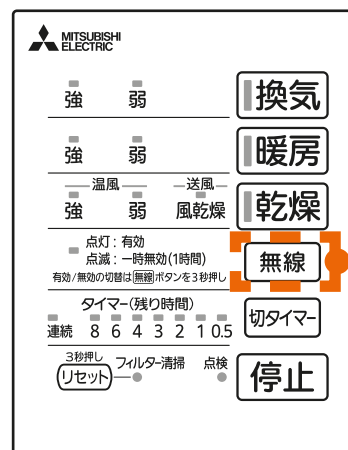 MITSUBISHI
ELECTRIC
強 弱 換気
強 弱 暖房
温風 送風
強 弱 風乾燥 乾燥
点灯：有効
点滅：一時無効(1時間)
有効/無効の切替は無線ボタンを3秒押し
無線
タイマー(残り時間)
連続 8 6 4 3 2 1 0.5
切タイマー
3秒押し
リセット フィルター清掃 点検
停止